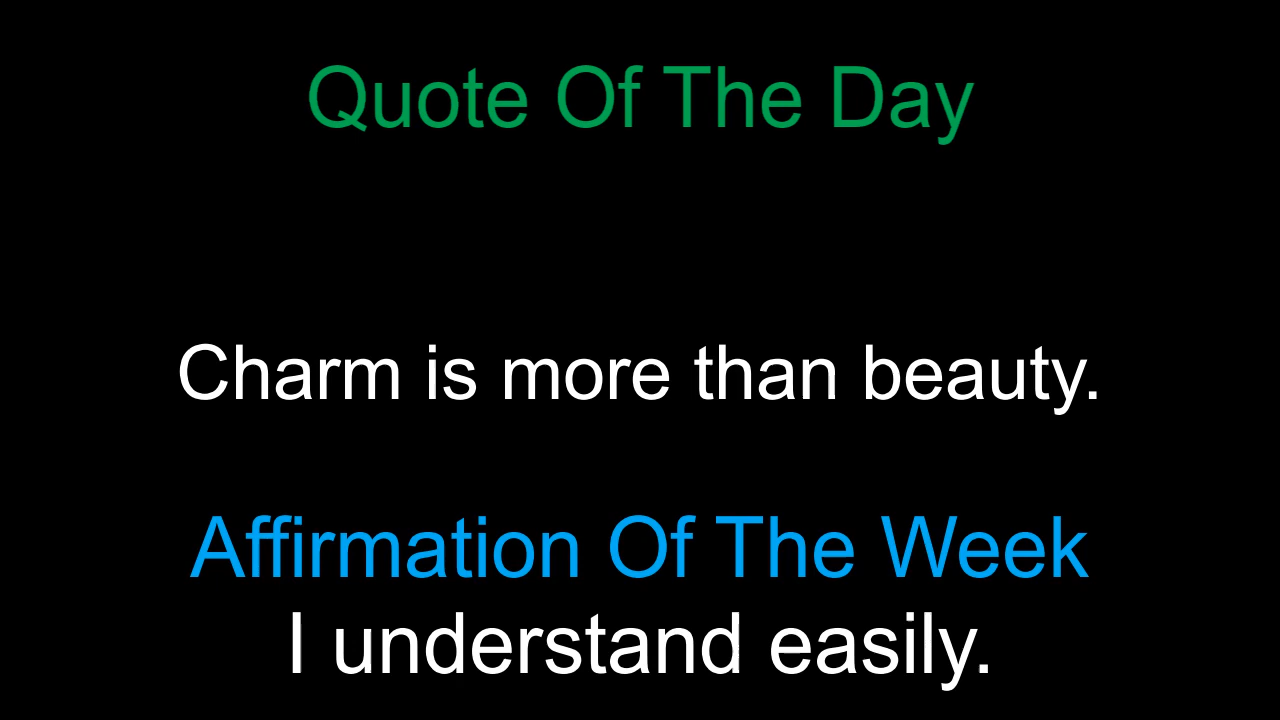 Quote Of The Day
Charm is more than beauty.
Affirmation Of The Week
I understand easily.